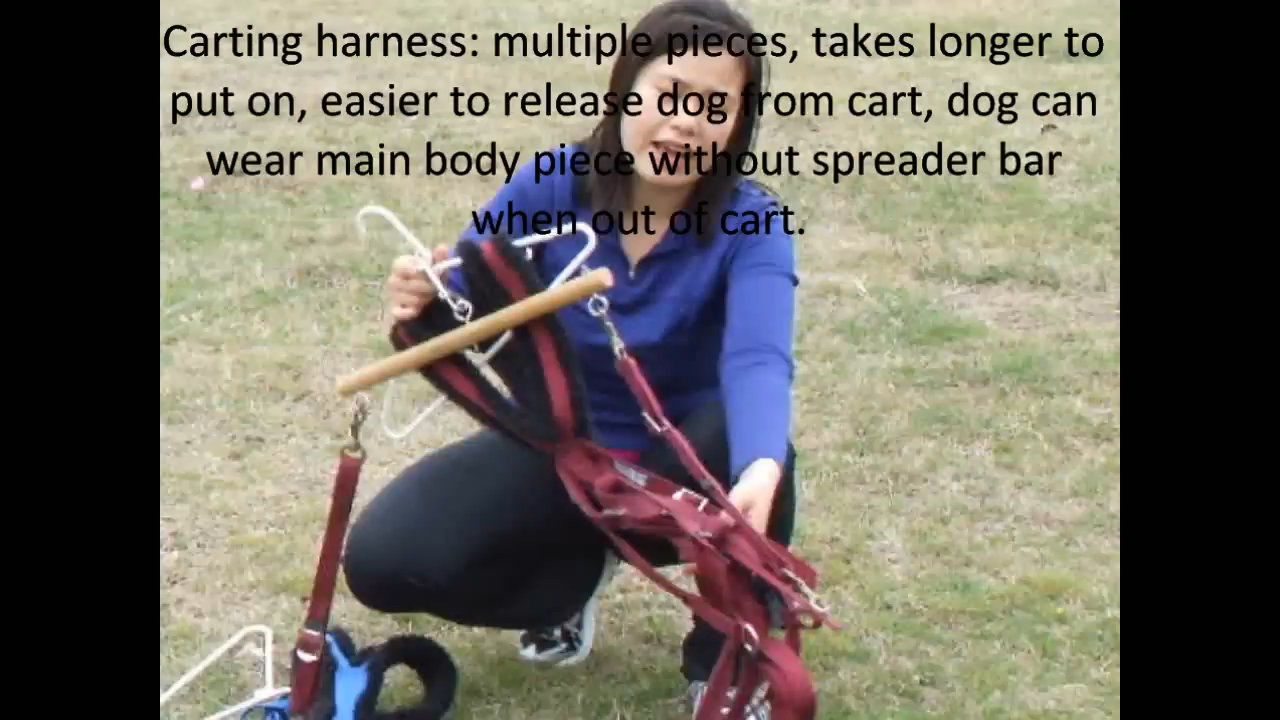 Carting harness: multiple pieces, takes longer to
put on, easier to release dog from cart, dog can
wear main body piece without spreader bar
when out of cart.